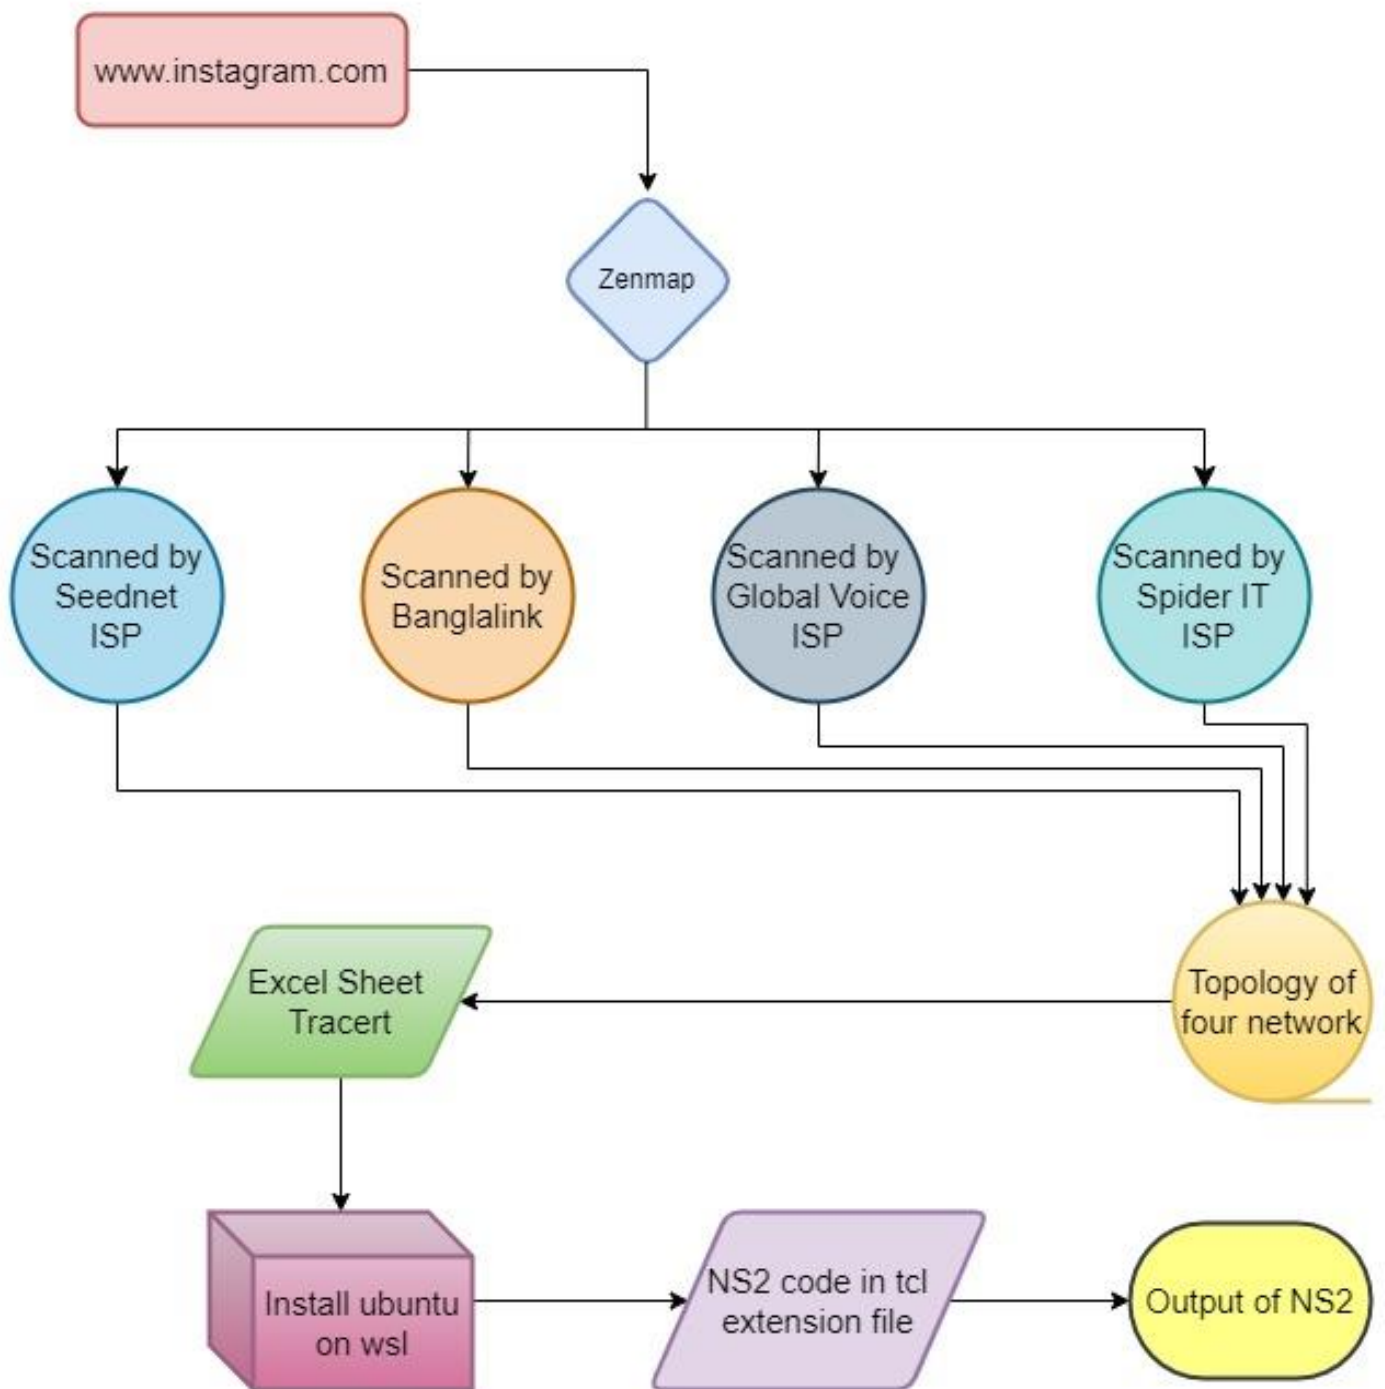 www.instagram.com
Zenmap
Scanned by
Seednet
ISP
Scanned by
Banglalink
Scanned by
Global Voice
ISP
Scanned by
Spider IT
ISP
Topology of
four network
Excel Sheet
Tracert
Install ubuntu
on wsl
NS2 code in tcl
extension file
Output of NS2